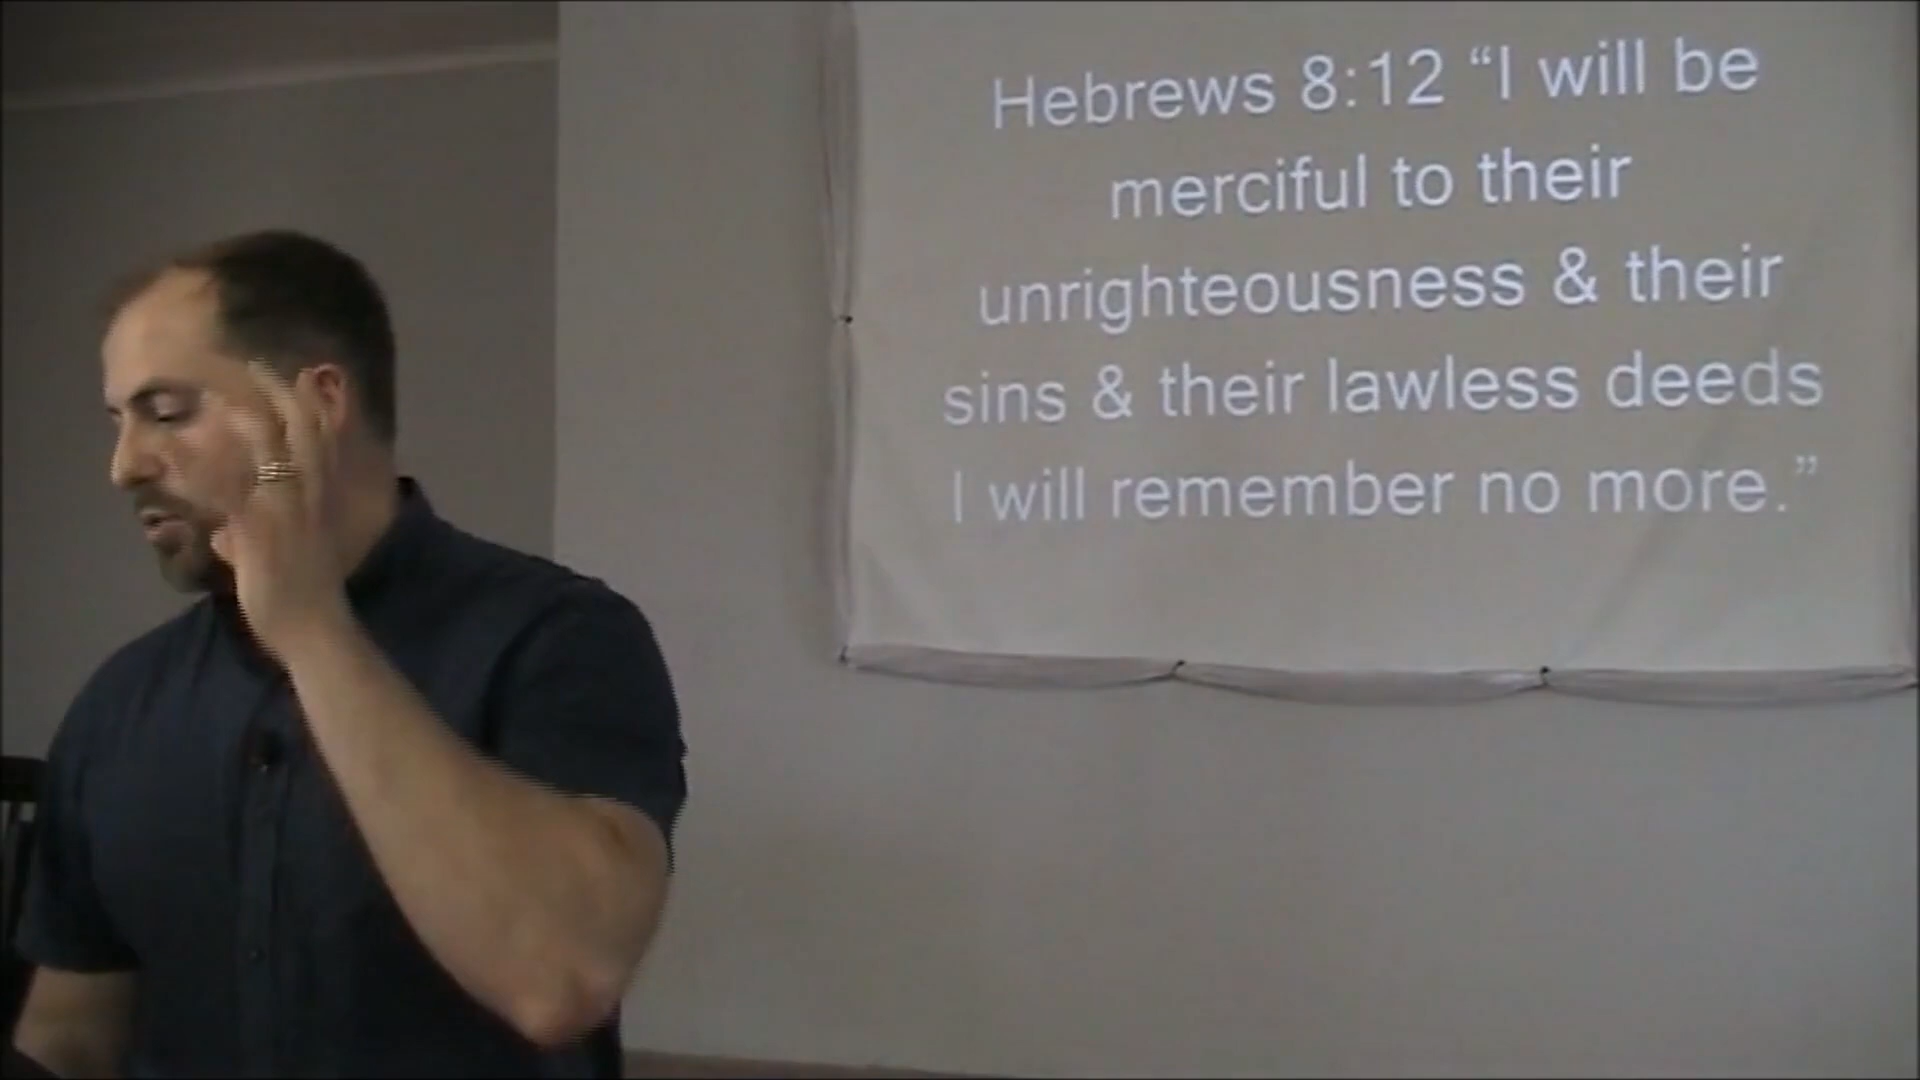 Hebrews 8:12 “I will be
merciful to their
unrighteousness & their
sins & their lawless deeds
I will remember no more.”